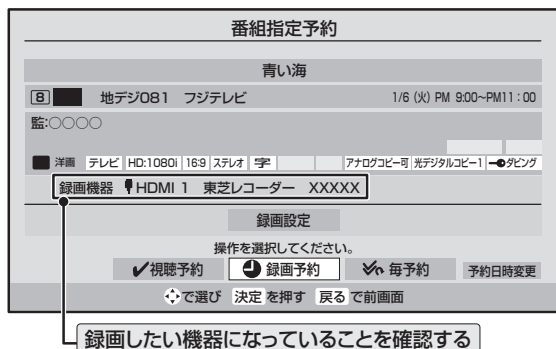 番組指定予約
青い海
8 地デジ081 フジテレビ 1/6 (火) PM 9:00~PM11:00
監:○○○○
洋画 テレビ HD:1080i 16:9 ステレオ 字 アナログコピー可 光デジタルコピー1 ダビング
録画機器 HDMI 1 東芝レコーダー XXXXX
録画設定
操作を選択してください。
視聴予約 録画予約 毎予約 予約日時変更
で選び 決定 を押す 戻る で前画面
録画したい機器になっていることを確認する